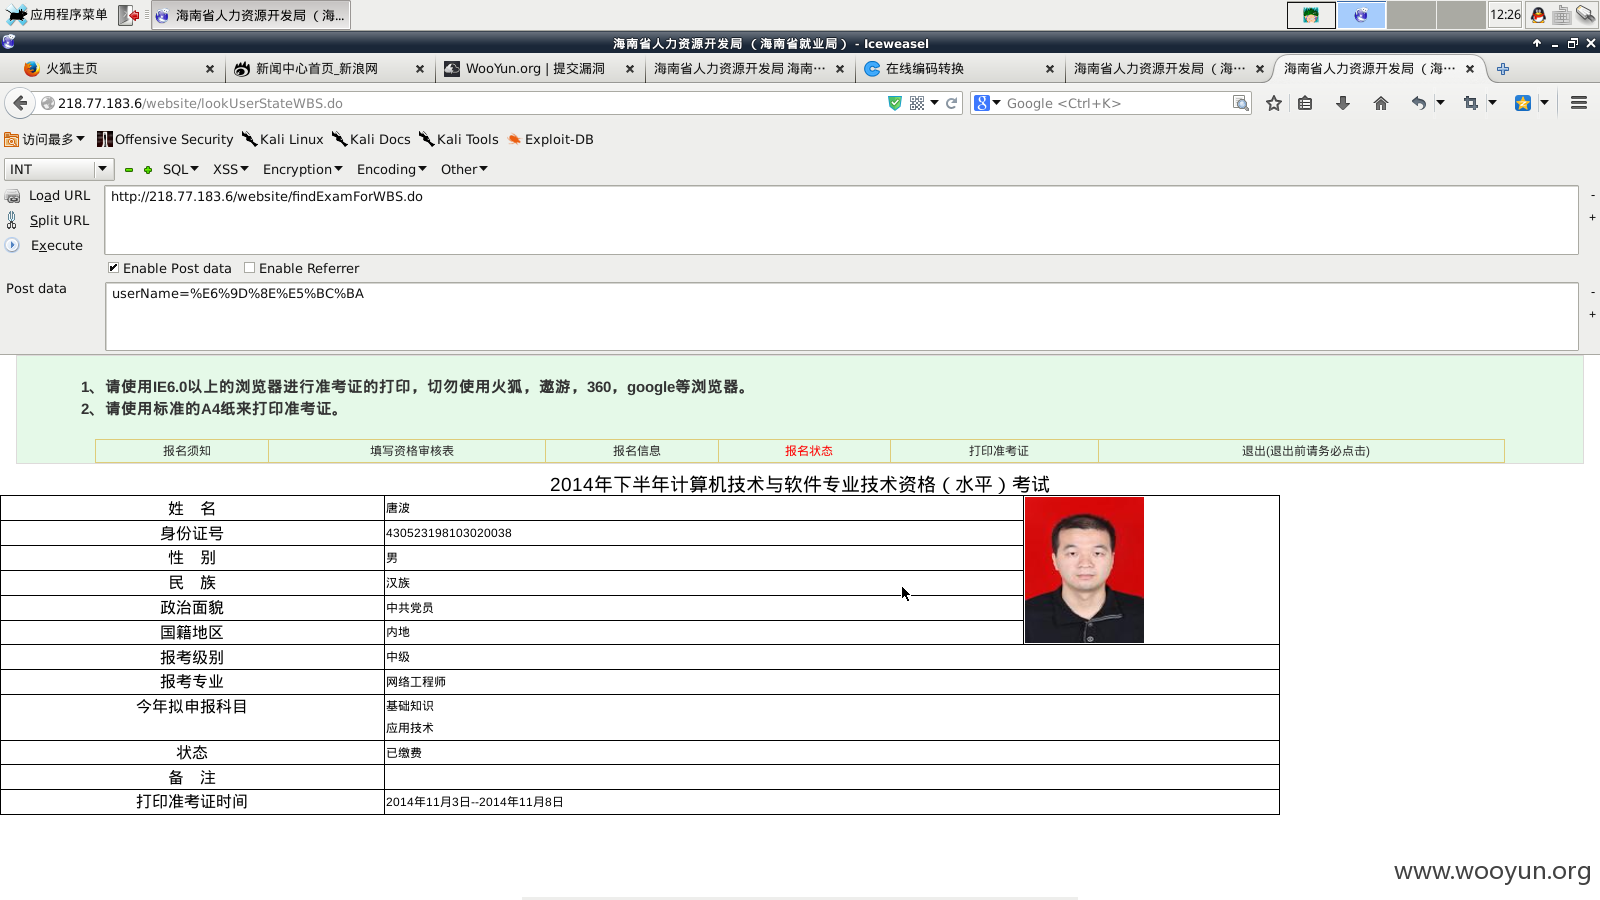 应用程序菜单
海南省人力资源开发局 （海...
12:26
海南省人力资源开发局 （海南省就业局） - Iceweasel
火狐主页
新闻中心首页_新浪网
WooYun.org | 提交漏洞
海南省人力资源开发局 海南···
在线编码转换
海南省人力资源开发局 （海···
海南省人力资源开发局 （海···
218.77.183.6/website/lookUserStateWBS.do
Google <Ctrl+K>
访问最多
Offensive Security
Kali Linux
Kali Docs
Kali Tools
Exploit-DB
INT
SQL
XSS
Encryption
Encoding
Other
Load URL
http://218.77.183.6/website/findExamForWBS.do
Split URL
Execute
Enable Post data
Enable Referrer
Post data
userName=%E6%9D%8E%E5%BC%BA
1、请使用IE6.0以上的浏览器进行准考证的打印，切勿使用火狐，遨游，360，google等浏览器。
2、请使用标准的A4纸来打印准考证。
报名须知 填写资格审核表 报名信息 报名状态 打印准考证 退出(退出前请务必点击)
2014年下半年计算机技术与软件专业技术资格（水平）考试
姓 名 唐波
身份证号 430523198103020038
性 别 男
民 族 汉族
政治面貌 中共党员
国籍地区 内地
报考级别 中级
报考专业 网络工程师
今年拟申报科目 基础知识
应用技术
状态 已缴费
备 注
打印准考证时间 2014年11月3日--2014年11月8日
www.wooyun.org